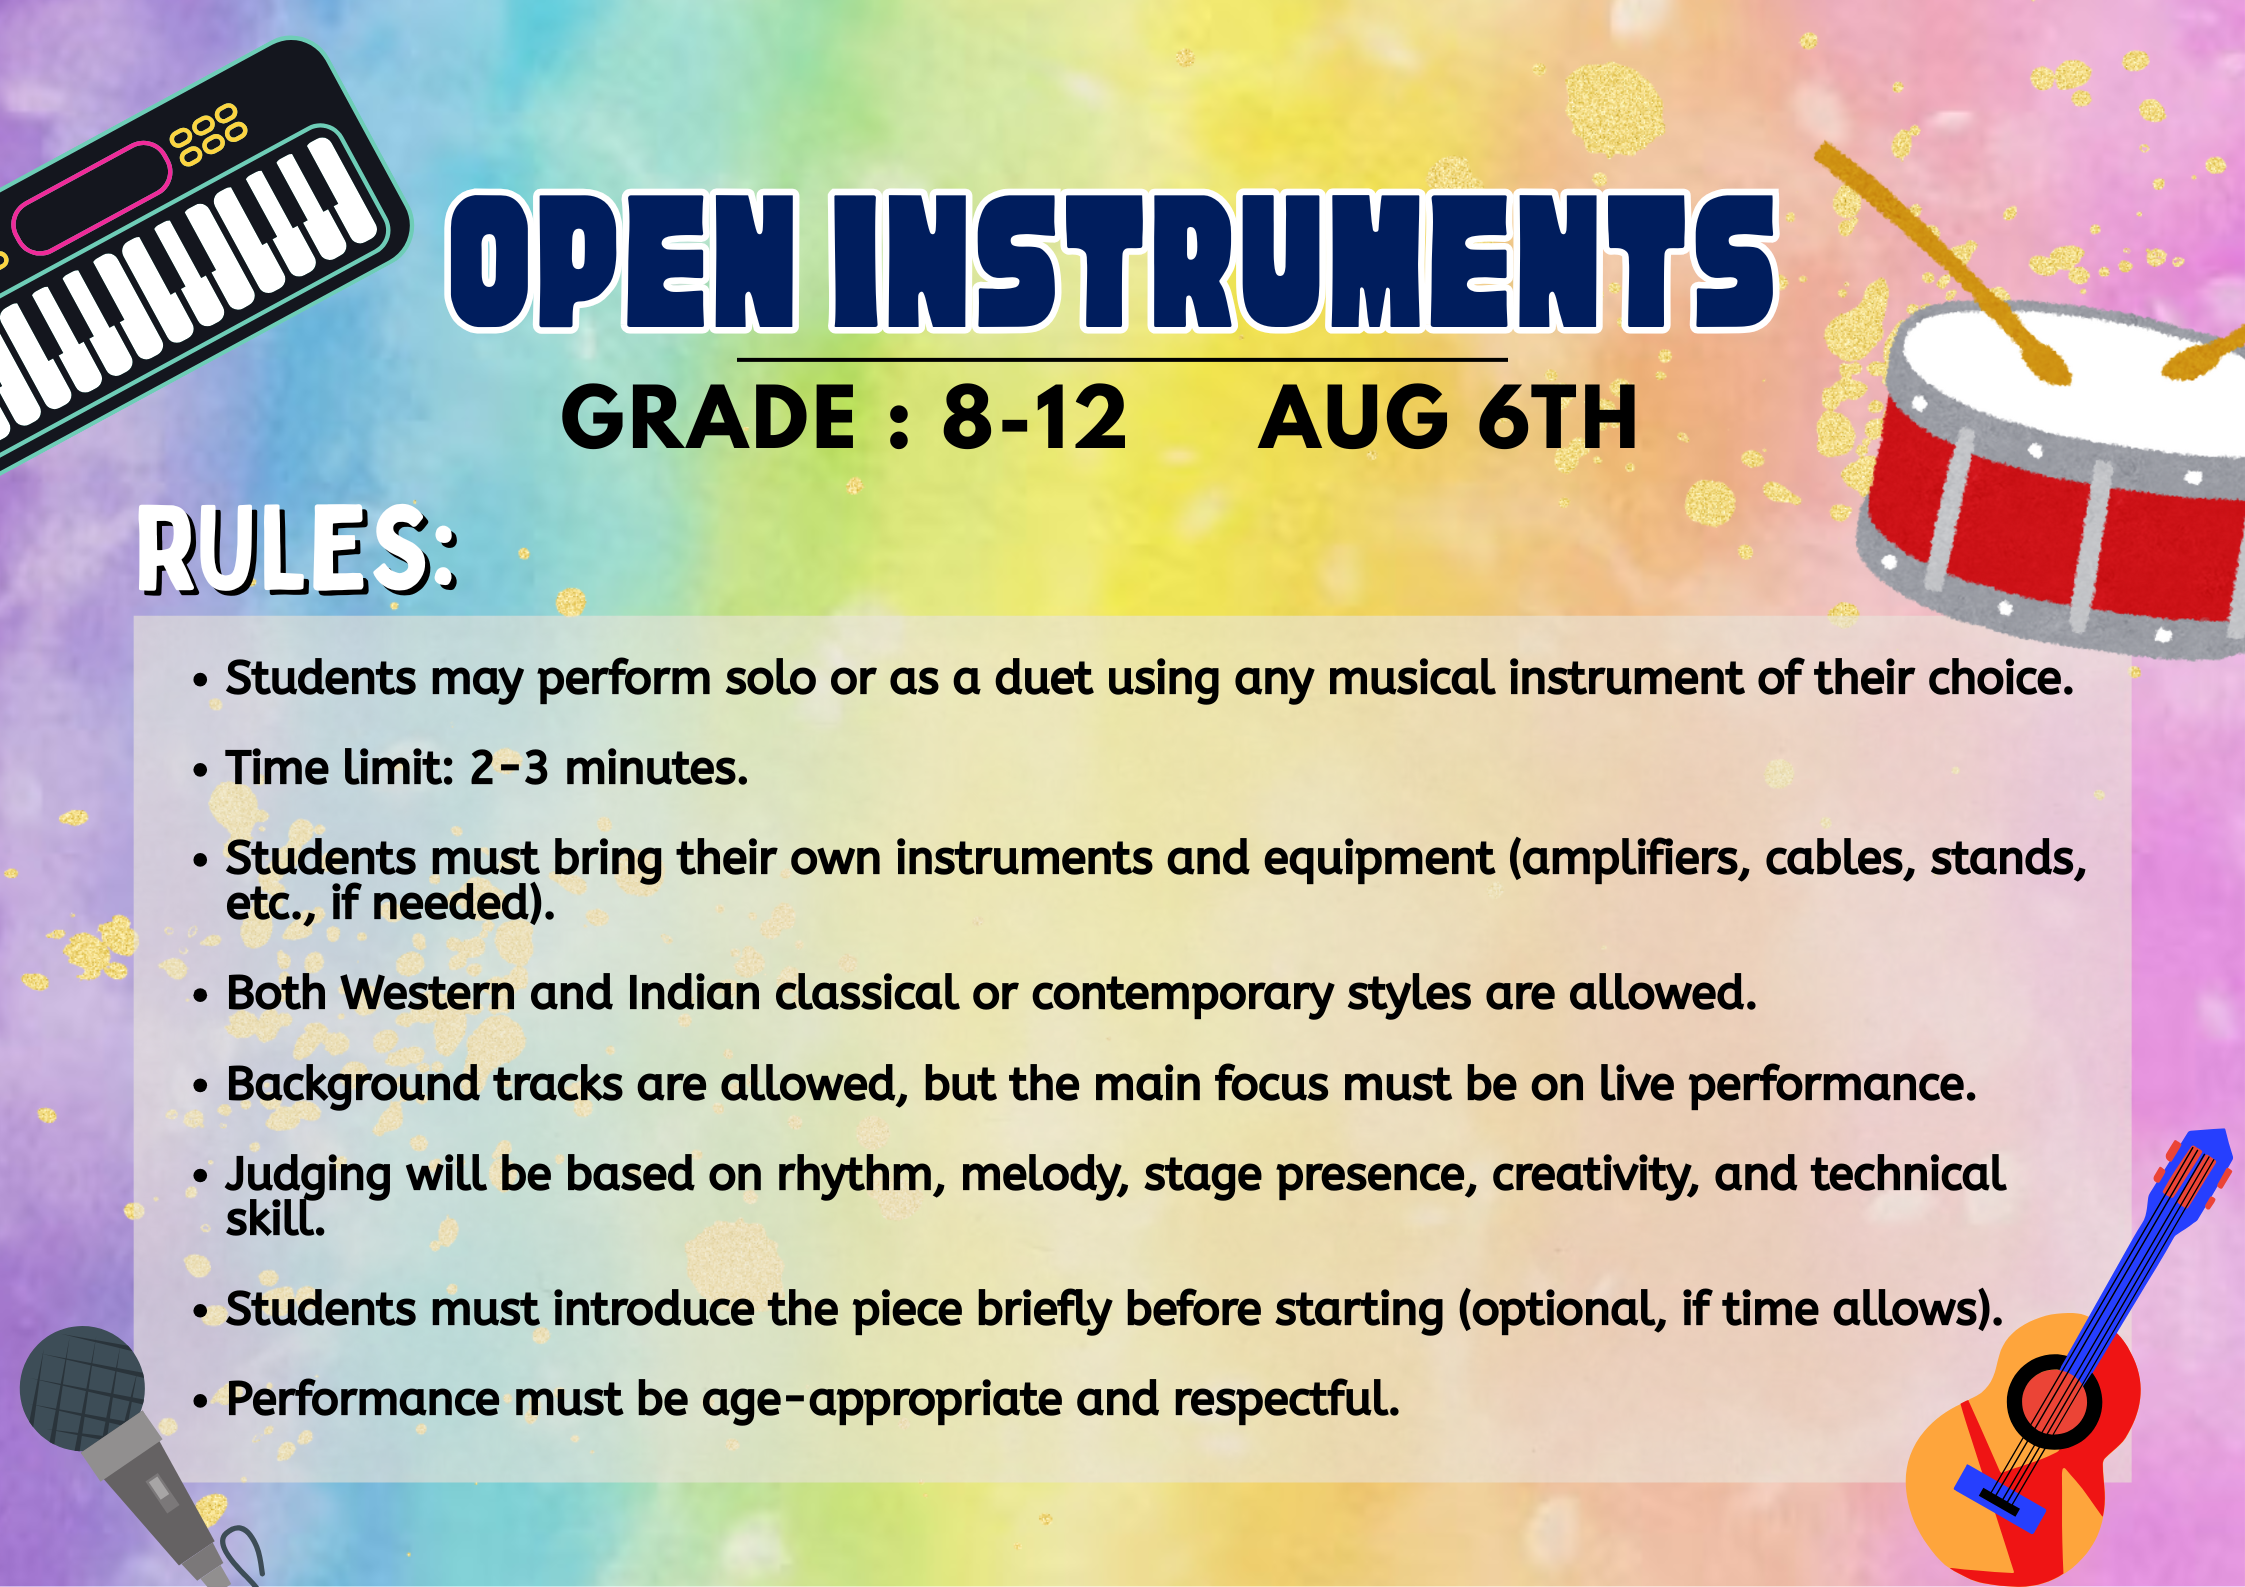 OPEN INSTRUMENTS
GRADE : 8-12 AUG 6TH
RULES:
• Students may perform solo or as a duet using any musical instrument of their choice.
• Time limit: 2-3 minutes.
• Students must bring their own instruments and equipment (amplifiers, cables, stands,
etc., if needed).
• Both Western and Indian classical or contemporary styles are allowed.
• Background tracks are allowed, but the main focus must be on live performance.
• Judging will be based on rhythm, melody, stage presence, creativity, and technical
skill.
• Students must introduce the piece briefly before starting (optional, if time allows).
• Performance must be age-appropriate and respectful.